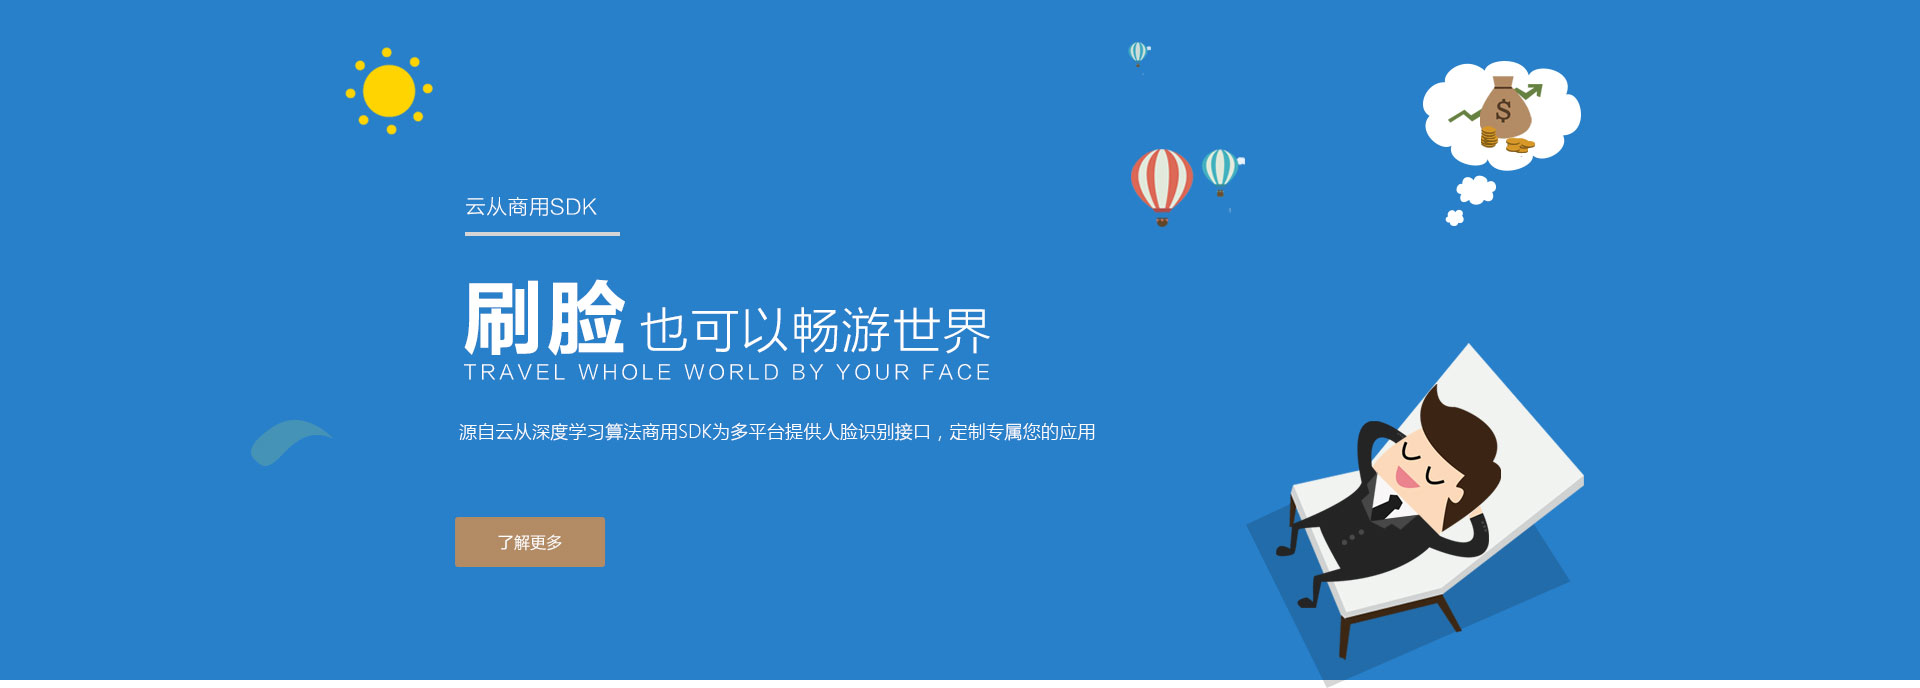 云从商用SDK
刷脸 也可以畅游世界
TRAVEL WHOLE WORLD BY YOUR FACE
源自云从深度学习算法商用SDK为多平台提供人脸识别接口，定制专属您的应用
了解更多
$